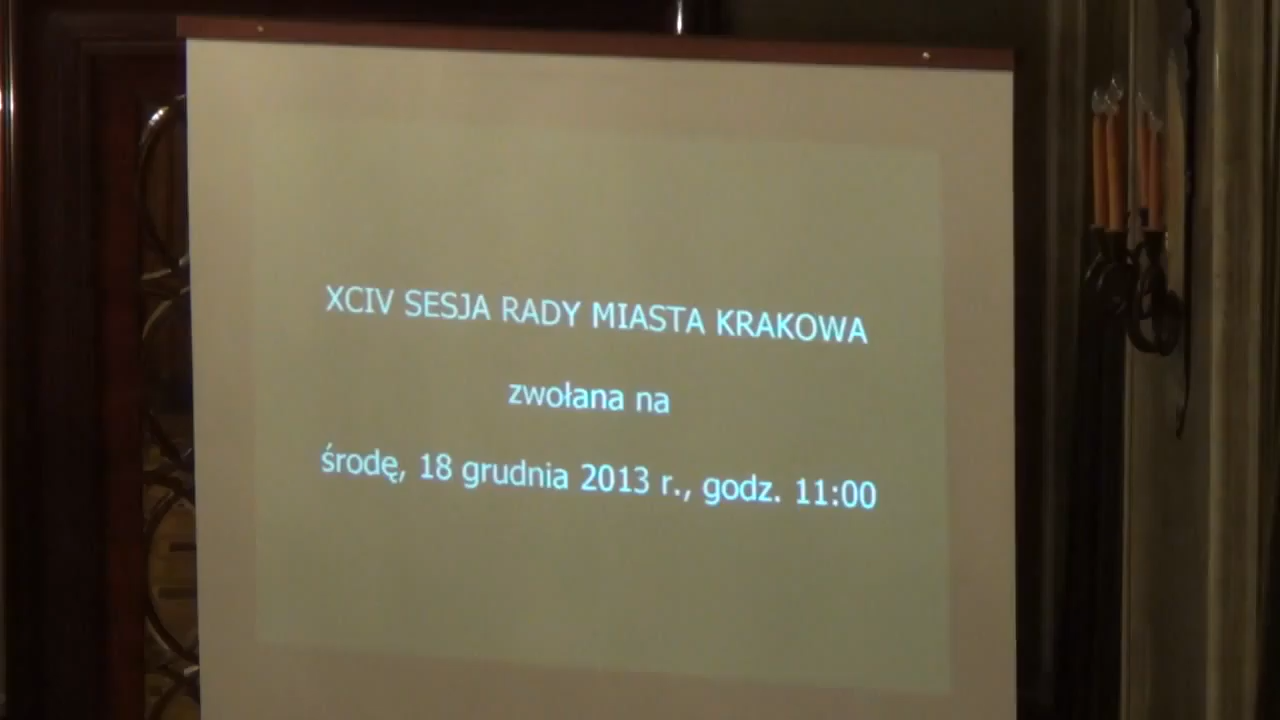 XCIV SESJA RADY MIASTA KRAKOWA
zwołana na
środę, 18 grudnia 2013 r., godz. 11:00